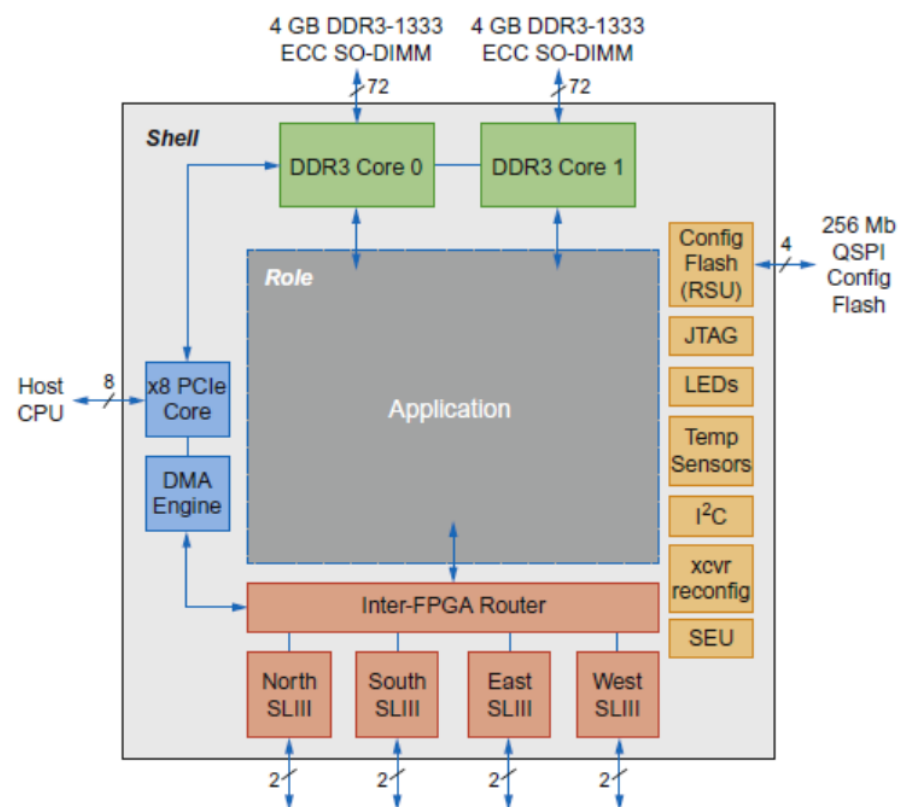 4 GB DDR3-1333
ECC SO-DIMM
4 GB DDR3-1333
ECC SO-DIMM
72
72
Shell
DDR3 Core 0
DDR3 Core 1
Role
Application
Config
Flash
(RSU)
4
256 Mb
QSPI
Config
Flash
JTAG
LEDs
Temp
Sensors
I²C
xcvr
reconfig
SEU
Host
CPU
8
x8 PCIe
Core
DMA
Engine
Inter-FPGA Router
North
SLIII
South
SLIII
East
SLIII
West
SLIII
2
2
2
2